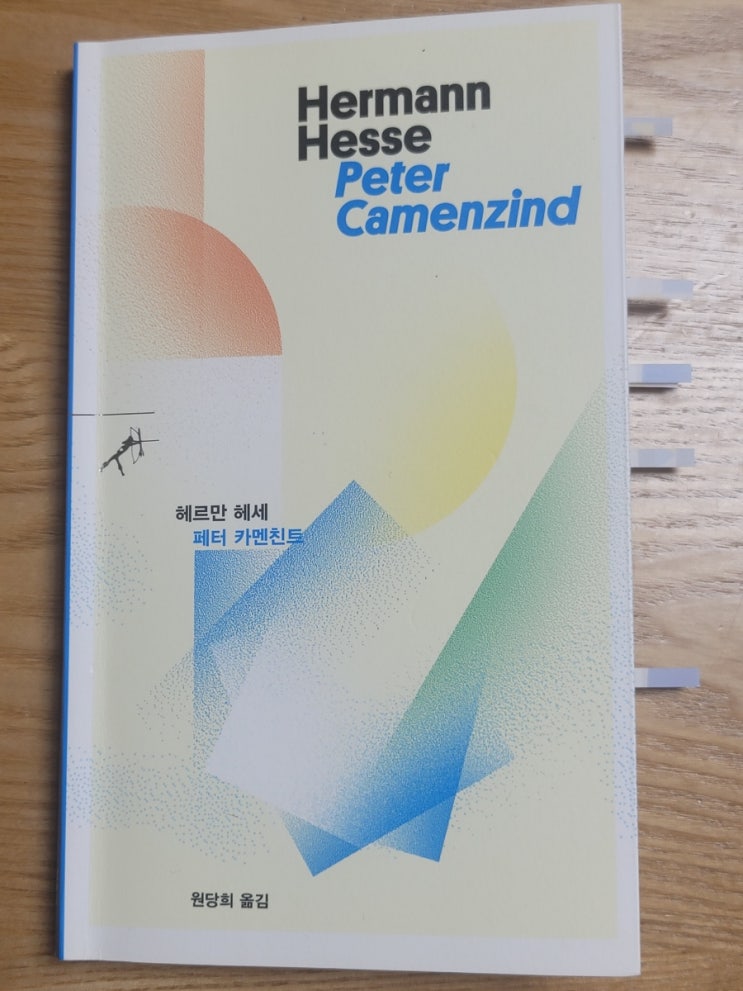 Hermann
Hesse
Peter
Camenzind
헤르만 헤세
페터 카멘친트
원당희 옮김